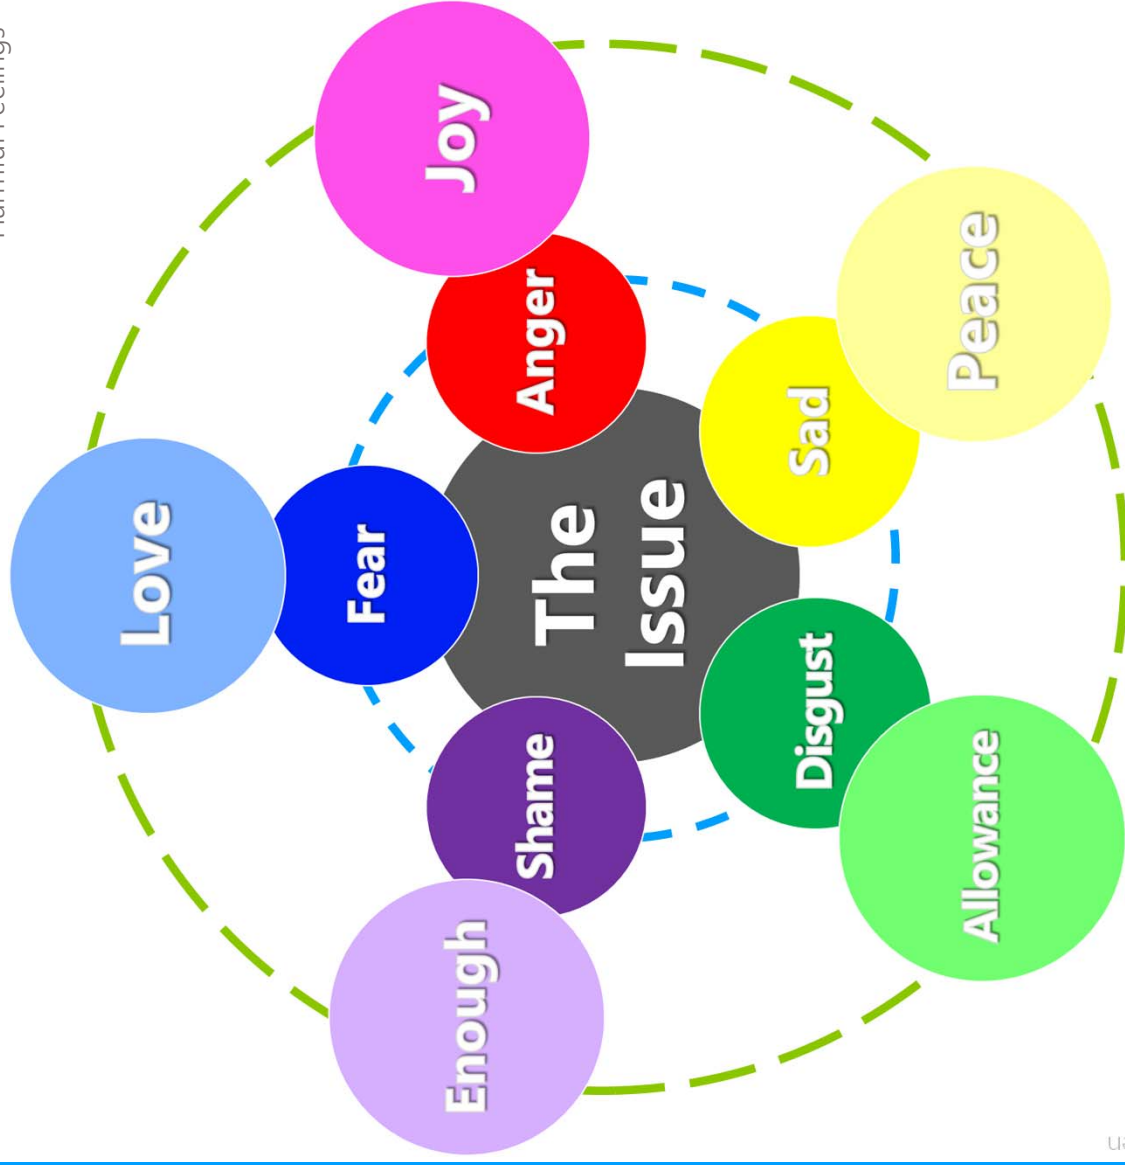 Love
Joy
Fear
Anger
Enough
Shame
The
Issue
Sad
Peace
Disgust
Allowance